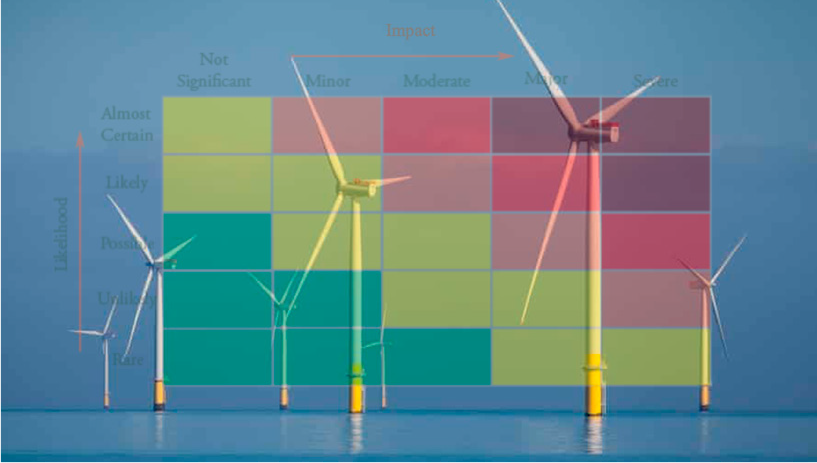 Impact
Not
Significant
Minor
Moderate
Major
Severe
Almost
Certain
Likely
Possible
Unlikely
Rare
Likelihood